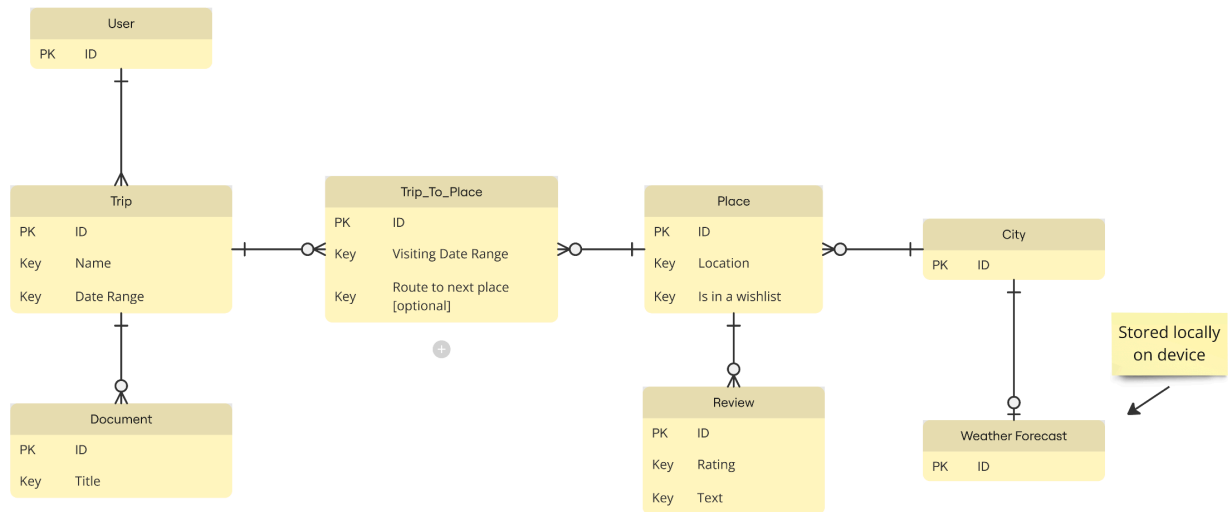 User
PK ID
Trip
PK ID
Key Name
Key Date Range
Document
PK ID
Key Title
Trip_To_Place
PK ID
Key Visiting Date Range
Key Route to next place
[optional]
Place
PK ID
Key Location
Key Is in a wishlist
Review
PK ID
Key Rating
Key Text
City
PK ID
Stored locally
on device
Weather Forecast
PK ID